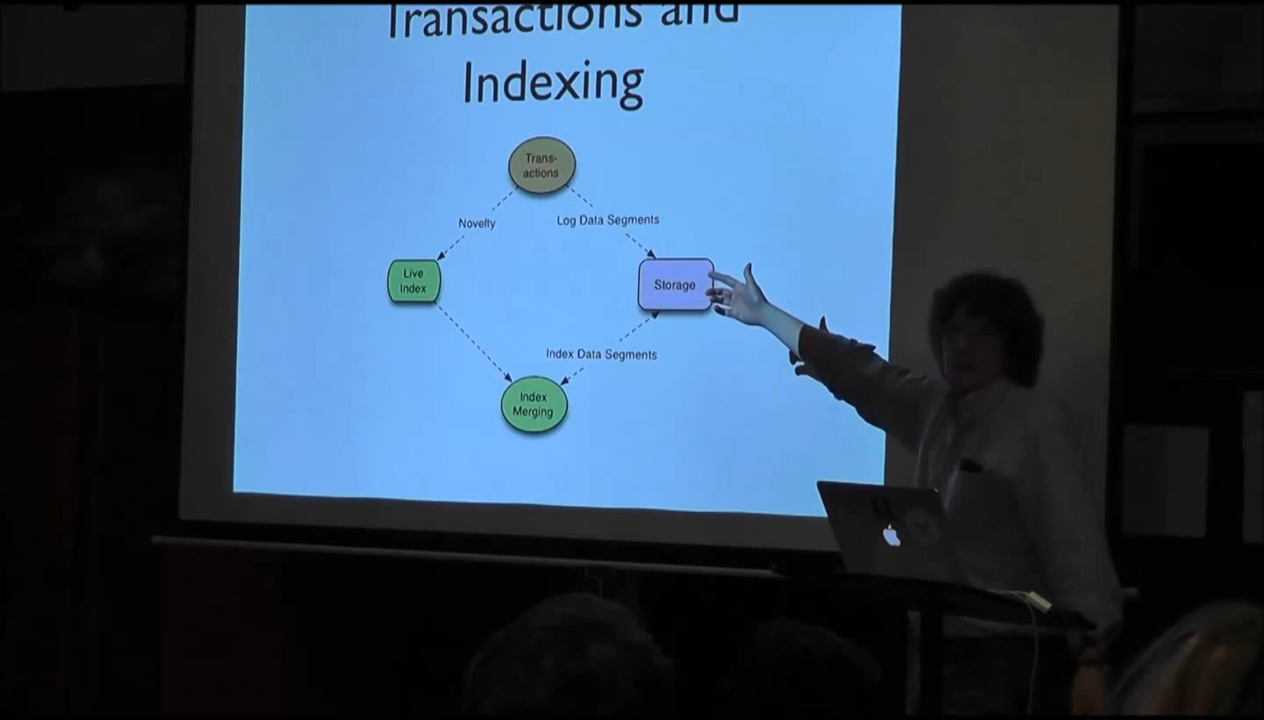 Transactions and
Indexing
Trans-
actions
Novelty
Log Data Segments
Live
Index
Storage
Index Data Segments
Index
Merging